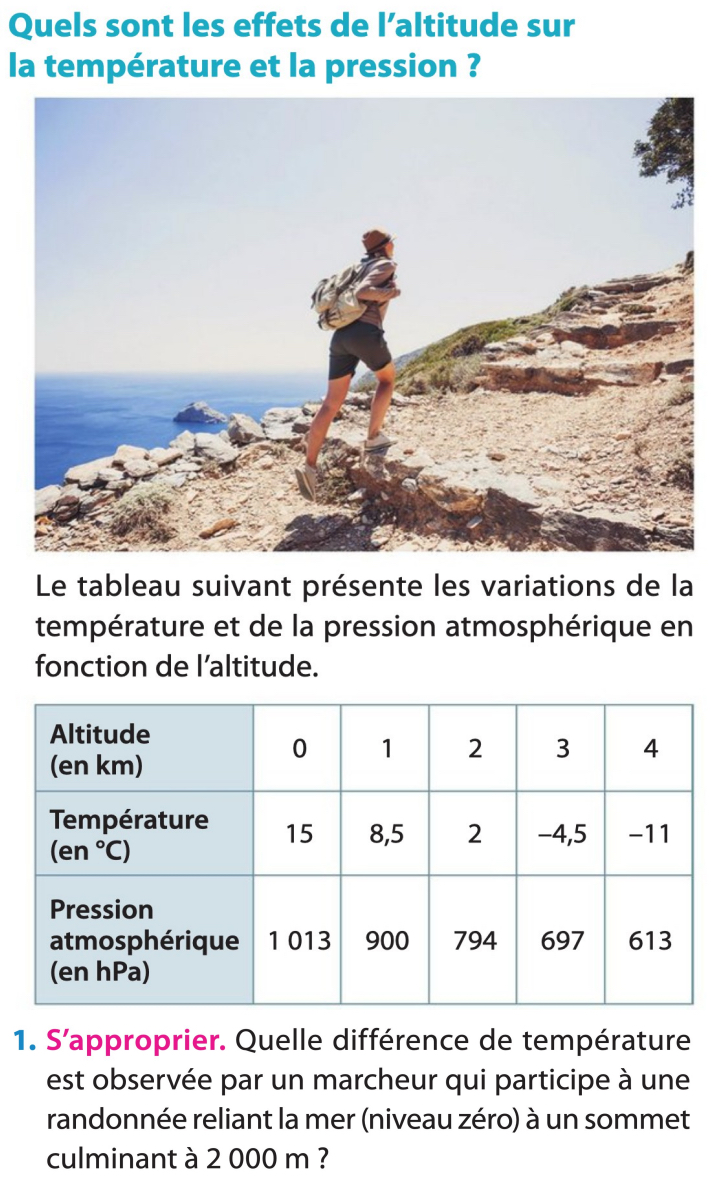 Quels sont les effets de l’altitude sur
la température et la pression ?
Le tableau suivant présente les variations de la
température et de la pression atmosphérique en
fonction de l’altitude.
Altitude
(en km)
0 1 2 3 4
Température
(en °C)
15 8,5 2 –4,5 –11
Pression
atmosphérique
(en hPa)
1 013 900 794 697 613
1. S’approprier. Quelle différence de température
est observée par un marcheur qui participe à une
randonnée reliant la mer (niveau zéro) à un sommet
culminant à 2 000 m ?